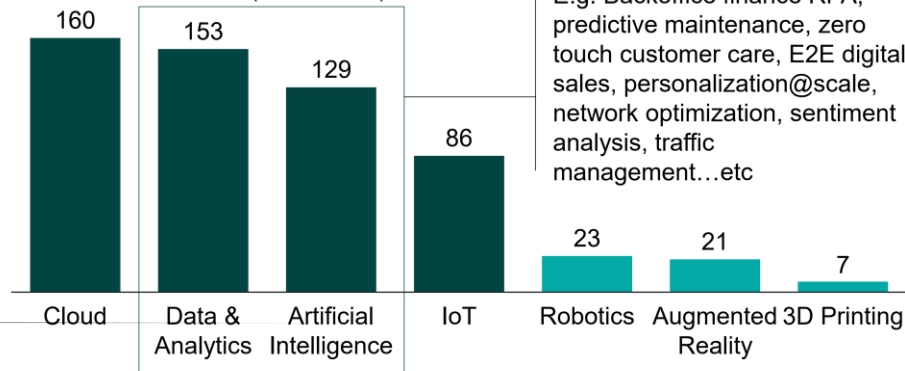 160
153
129
86
23
21
7
predictive maintenance, zero
touch customer care, E2E digital
sales, personalization@scale,
network optimization, sentiment
analysis, traffic
management…etc
Cloud
Data &
Analytics
Artificial
Intelligence
IoT
Robotics
Augmented
Reality
3D Printing